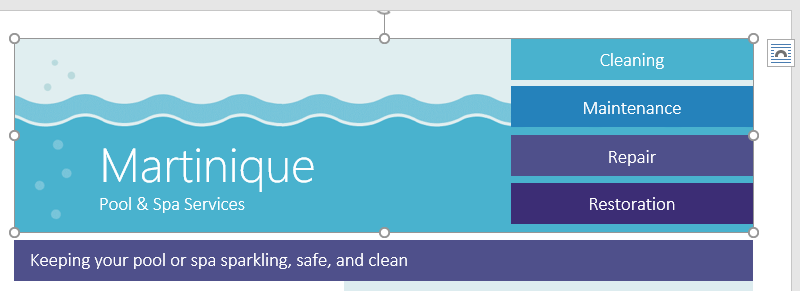 Cleaning
Maintenance
Repair
Restoration
Martinique
Pool & Spa Services
Keeping your pool or spa sparkling, safe, and clean